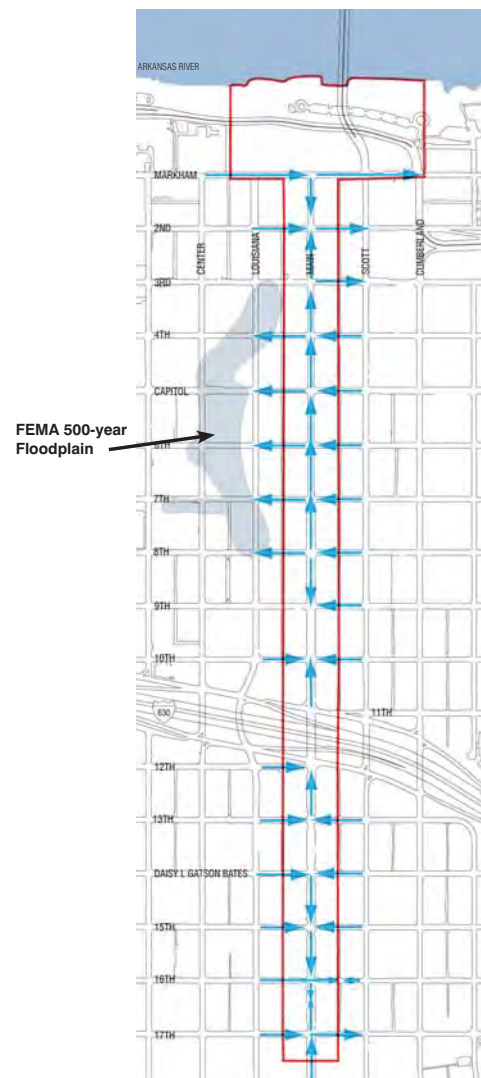 ARKANSAS RIVER
MARKHAM
2ND
CENTER
LOUISIANA
MAIN
SCOTT
CUMBERLAND
3RD
4TH
CAPITOL
FEMA 500-year
Floodplain
6TH
7TH
8TH
9TH
10TH
630
11TH
12TH
13TH
DAISY L GATSON BATES
15TH
16TH
17TH